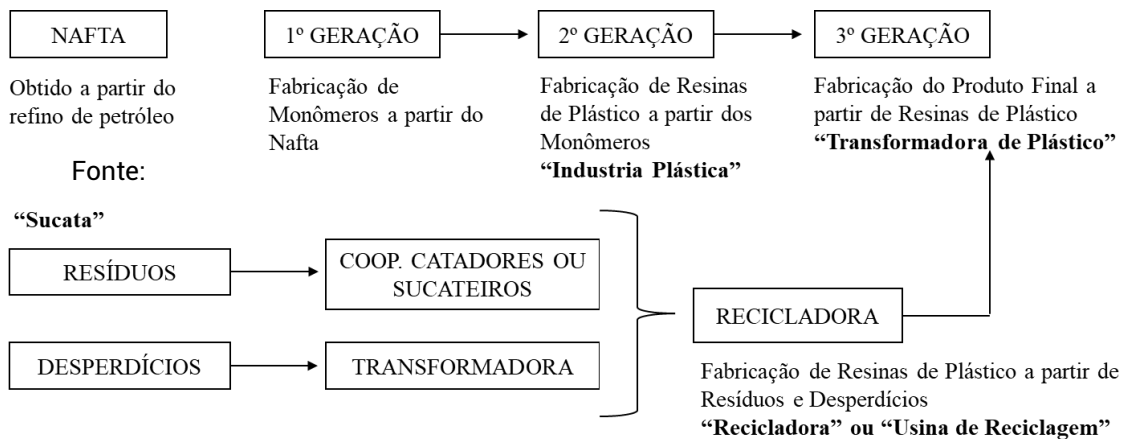 NAFTA
1º GERAÇÃO
2º GERAÇÃO
3º GERAÇÃO
Obtido a partir do
refino de petróleo
Fabricação de
Monômeros a partir do
Nafta
Fabricação de Resinas
de Plástico a partir dos
Monômeros
“Industria Plástica”
Fabricação do Produto Final a
partir de Resinas de Plástico
“Transformadora de Plástico”
Fonte:
“Sucata”
RESÍDUOS
COOP. CATADORES OU
SUCATEIROS
DESPERDÍCIOS
TRANSFORMADORA
RECICLADORA
Fabricação de Resinas de Plástico a partir de
Resíduos e Desperdícios
“Recicladora” ou “Usina de Reciclagem”